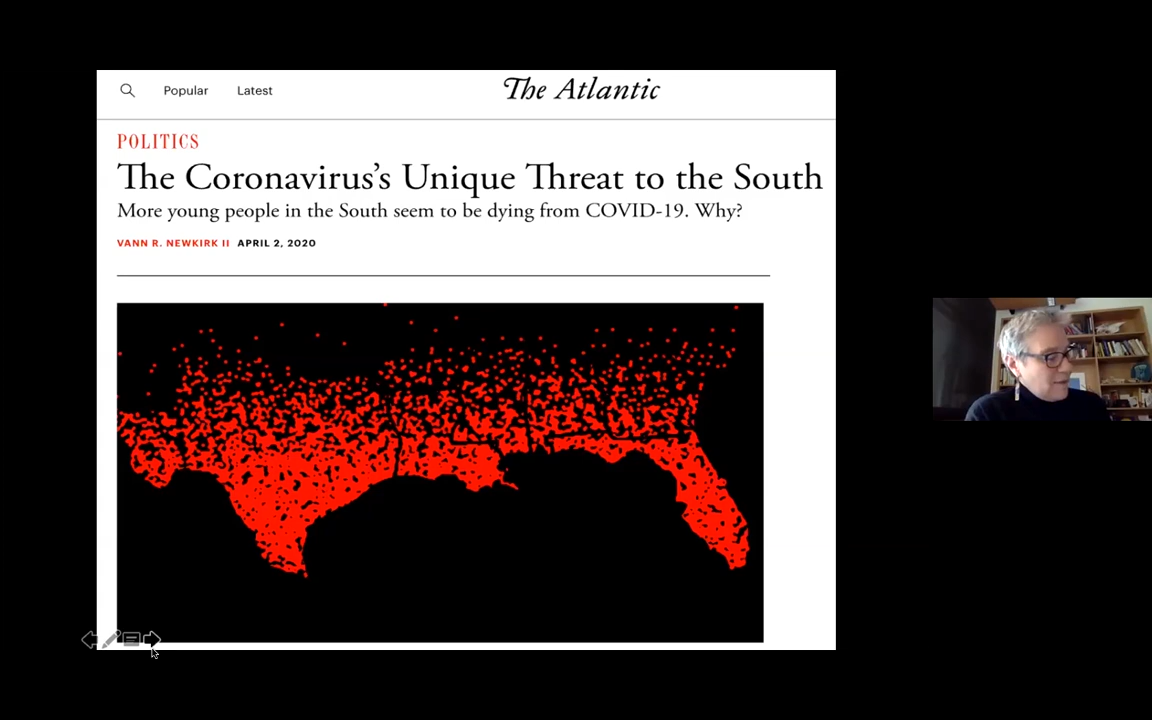 Popular Latest The Atlantic
POLITICS
The Coronavirus’s Unique Threat to the South
More young people in the South seem to be dying from COVID-19. Why?
VANN R. NEWKIRK II APRIL 2, 2020